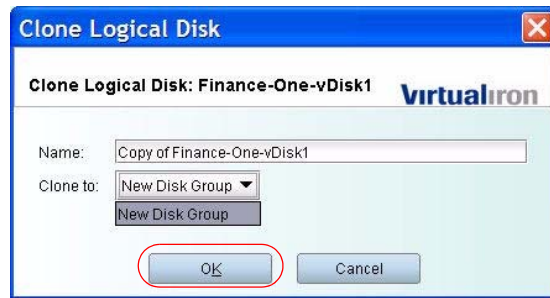 Clone Logical Disk
Clone Logical Disk: Finance-One-vDisk1
Virtualiron
Name: Copy of Finance-One-vDisk1
Clone to: New Disk Group
New Disk Group
OK Cancel